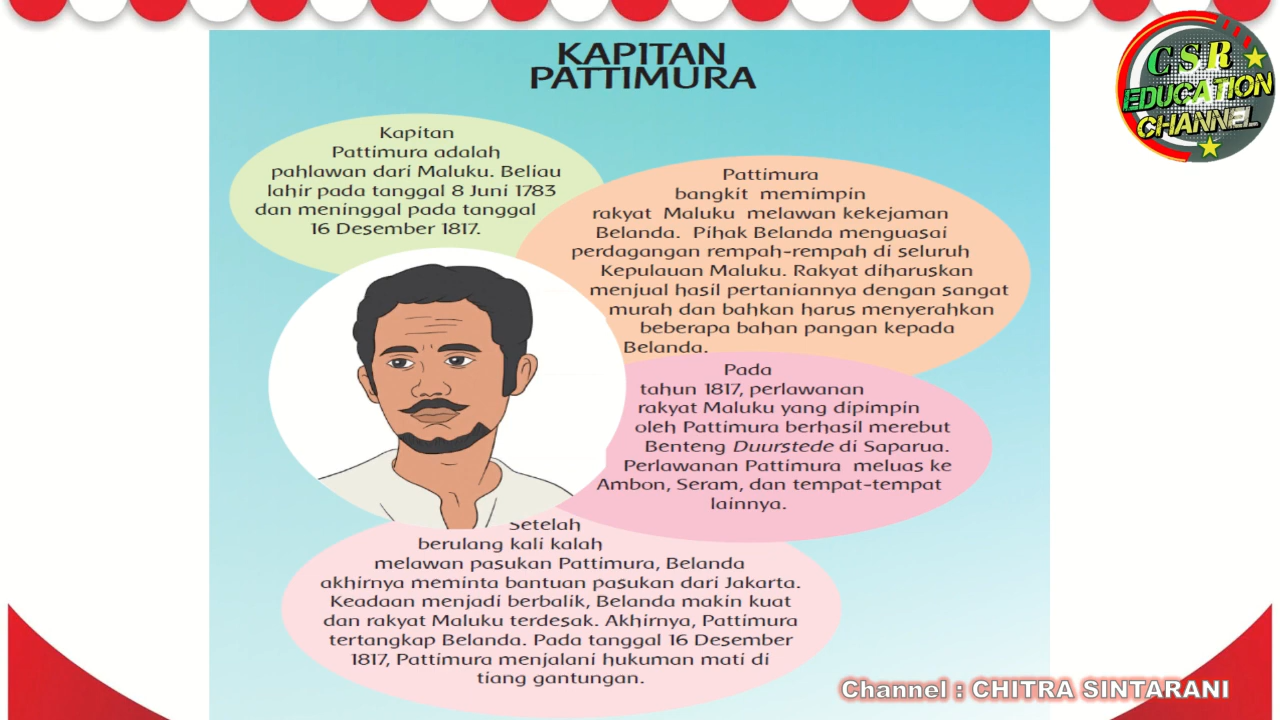 KAPITAN
PATTIMURA
CSR
EDUCATION
CHANNEL
Kapitan
Pattimura adalah
pahlawan dari Maluku. Beliau
lahir pada tanggal 8 Juni 1783
dan meninggal pada tanggal
16 Desember 1817.
Pattimura
bangkit memimpin
rakyat Maluku melawan kekejaman
Belanda. Pihak Belanda menguasai
perdagangan rempah-rempah di seluruh
Kepulauan Maluku. Rakyat diharuskan
menjual hasil pertaniannya dengan sangat
murah dan bahkan harus menyerahkan
beberapa bahan pangan kepada
Belanda.
Pada
tahun 1817, perlawanan
rakyat Maluku yang dipimpin
oleh Pattimura berhasil merebut
Benteng Duurstede di Saparua.
Perlawanan Pattimura meluas ke
Ambon, Seram, dan tempat-tempat
lainnya.
Setelah
berulang kali kalah
melawan pasukan Pattimura, Belanda
akhirnya meminta bantuan pasukan dari Jakarta.
Keadaan menjadi berbalik, Belanda makin kuat
dan rakyat Maluku terdesak. Akhirnya, Pattimura
tertangkap Belanda. Pada tanggal 16 Desember
1817, Pattimura menjalani hukuman mati di
tiang gantungan.
Channel : CHITRA SINTARANI